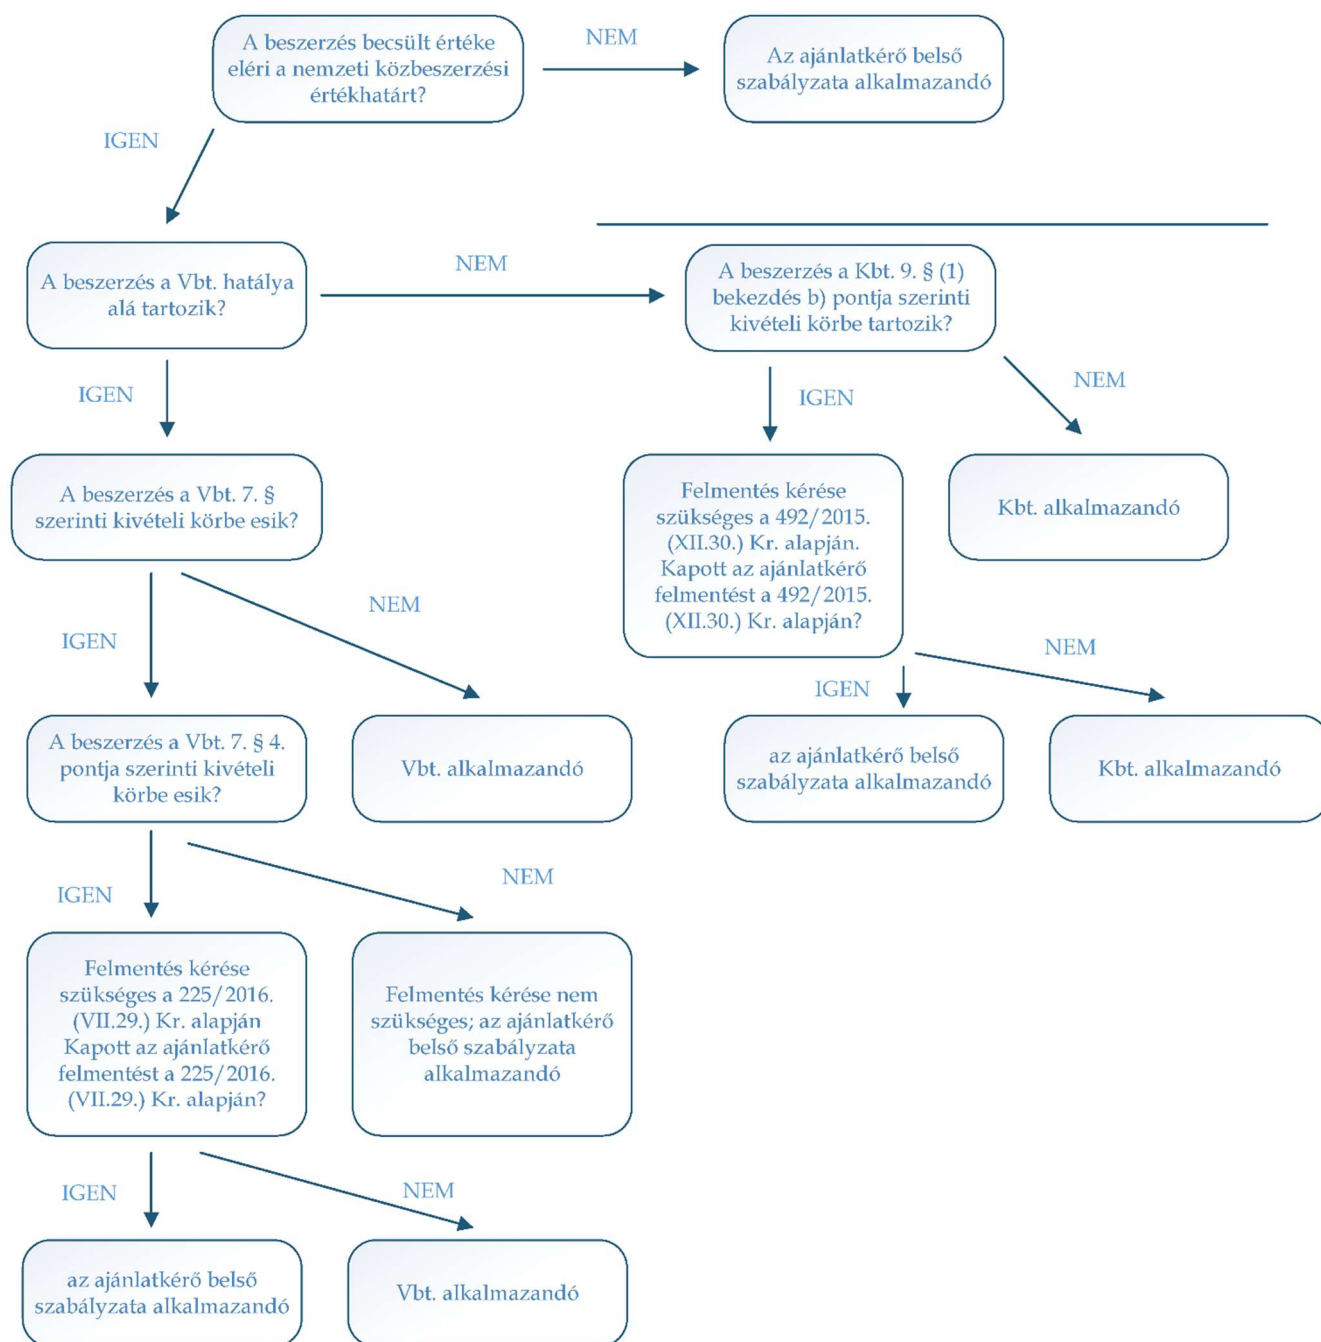 A beszerzés becsült értéke
eléri a nemzeti közbeszerzési
értékhatárt?
NEM
Az ajánlatkérő belső
szabályzata alkalmazandó
IGEN
A beszerzés a Vbt. hatálya
alá tartozik?
NEM
A beszerzés a Kbt. 9. § (1)
bekezdés b) pontja szerinti
kivételi körbe tartozik?
IGEN
IGEN
NEM
A beszerzés a Vbt. 7. §
szerinti kivételi körbe esik?
Felmentés kérése
szükséges a 492/2015.
(XII.30.) Kr. alapján.
Kapott az ajánlatkérő
felmentést a 492/2015.
(XII.30.) Kr. alapján?
Kbt. alkalmazandó
IGEN
NEM
IGEN
NEM
A beszerzés a Vbt. 7. § 4.
pontja szerinti kivételi
körbe esik?
Vbt. alkalmazandó
az ajánlatkérő belső
szabályzata alkalmazandó
Kbt. alkalmazandó
IGEN
NEM
Felmentés kérése
szükséges a 225/2016.
(VII.29.) Kr. alapján
Kapott az ajánlatkérő
felmentést a 225/2016.
(VII.29.) Kr. alapján?
Felmentés kérése nem
szükséges; az ajánlatkérő
belső szabályzata
alkalmazandó
IGEN
NEM
az ajánlatkérő belső
szabályzata alkalmazandó
Vbt. alkalmazandó